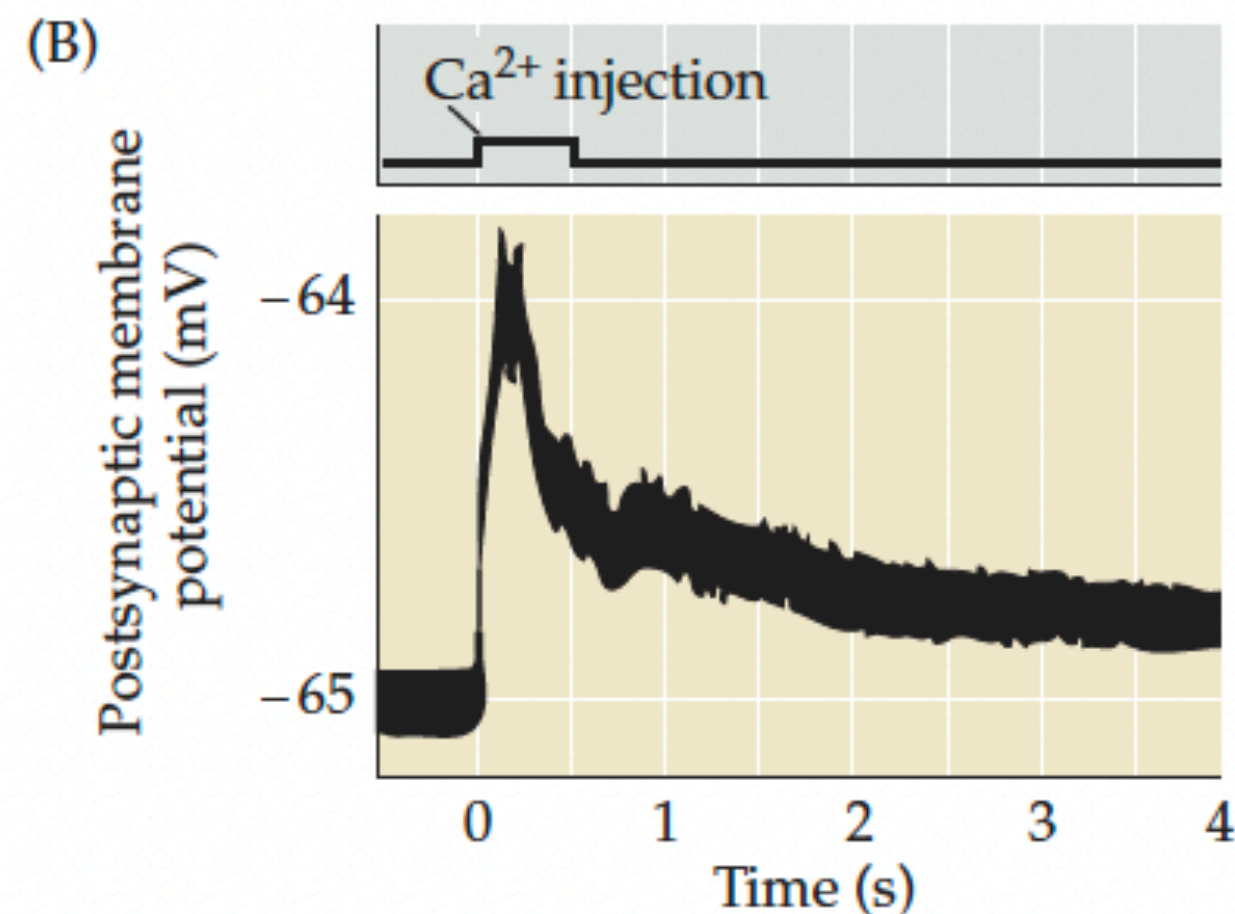 (B)
Ca²⁺ injection
Postsynaptic membrane
potential (mV)
−64
−65
0 1 2 3 4
Time (s)